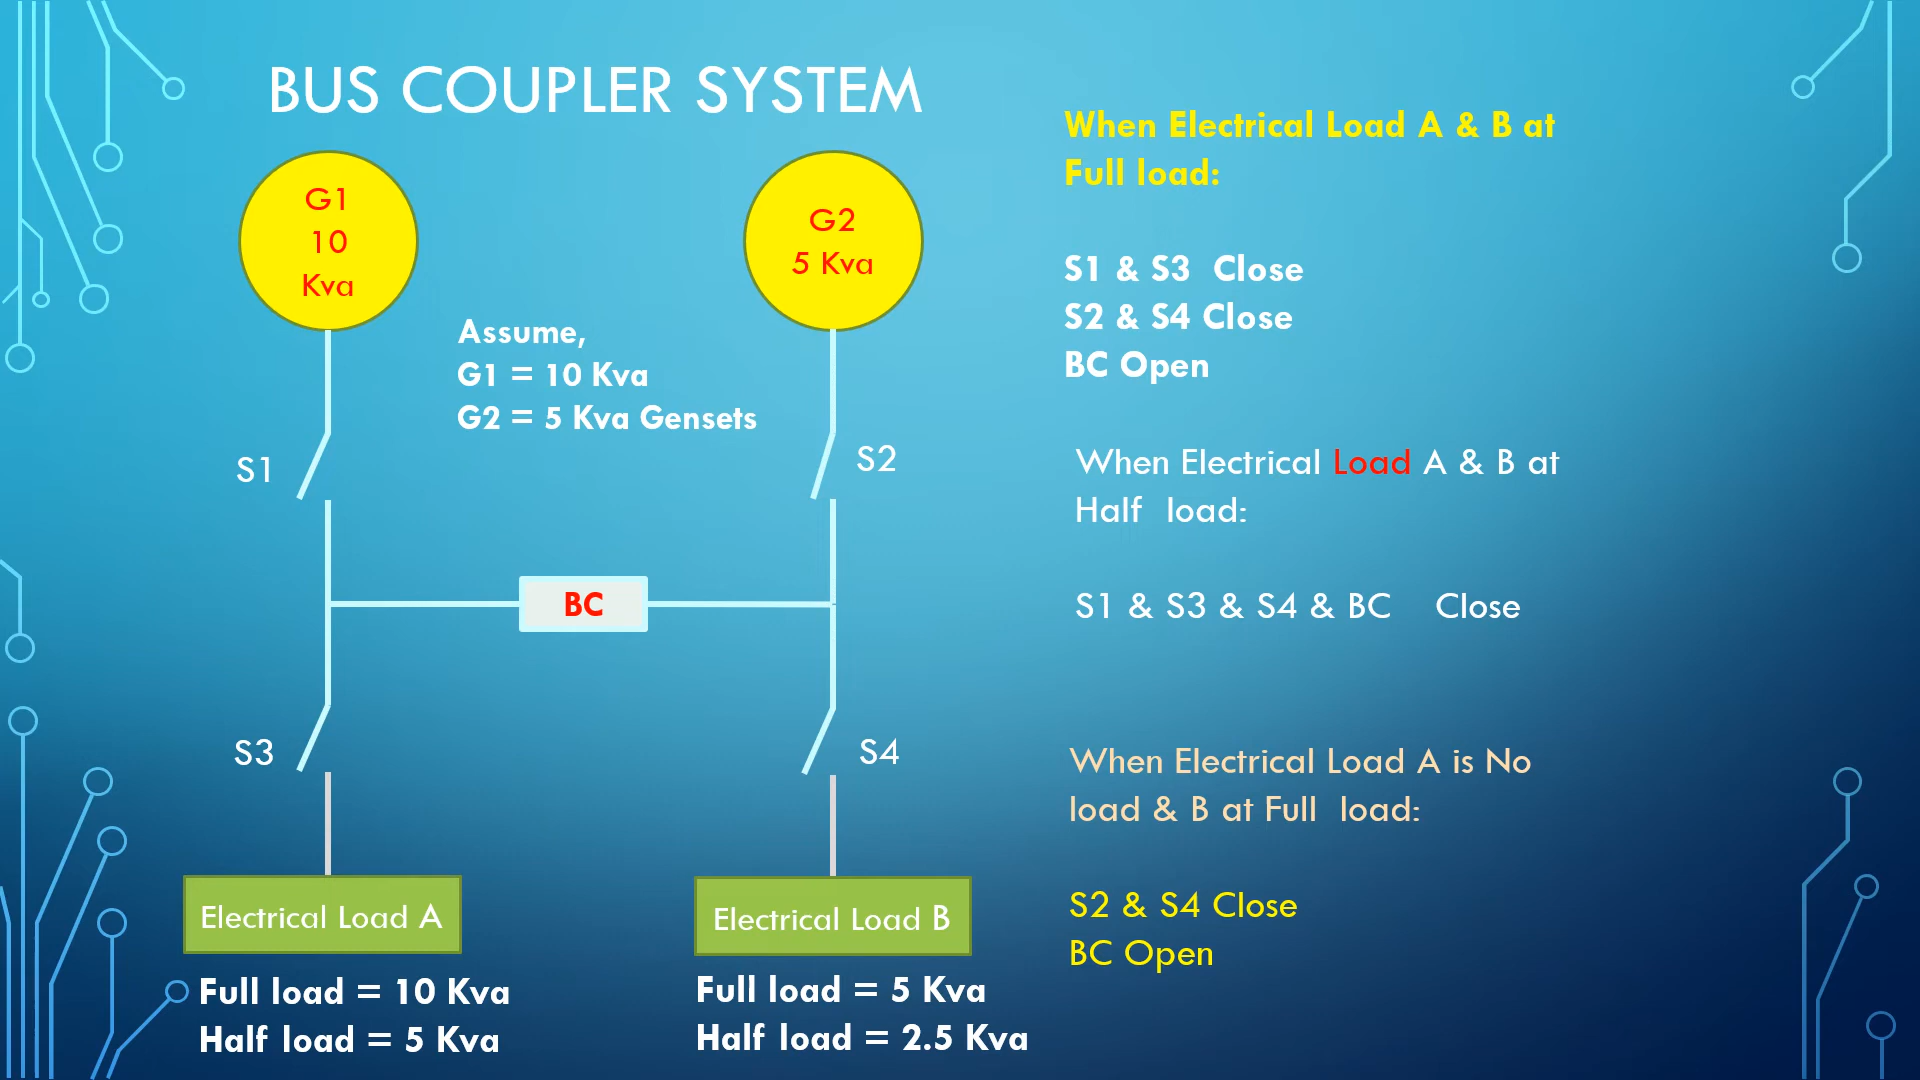 BUS COUPLER SYSTEM
G1
10
Kva
G2
5 Kva
Assume,
G1 = 10 Kva
G2 = 5 Kva Gensets
S1
S2
BC
S3
S4
Electrical Load A
Electrical Load B
Full load = 10 Kva
Half load = 5 Kva
Full load = 5 Kva
Half load = 2.5 Kva
When Electrical Load A & B at
Full load:
S1 & S3 Close
S2 & S4 Close
BC Open
When Electrical Load A & B at
Half load:
S1 & S3 & S4 & BC Close
When Electrical Load A is No
load & B at Full load:
S2 & S4 Close
BC Open